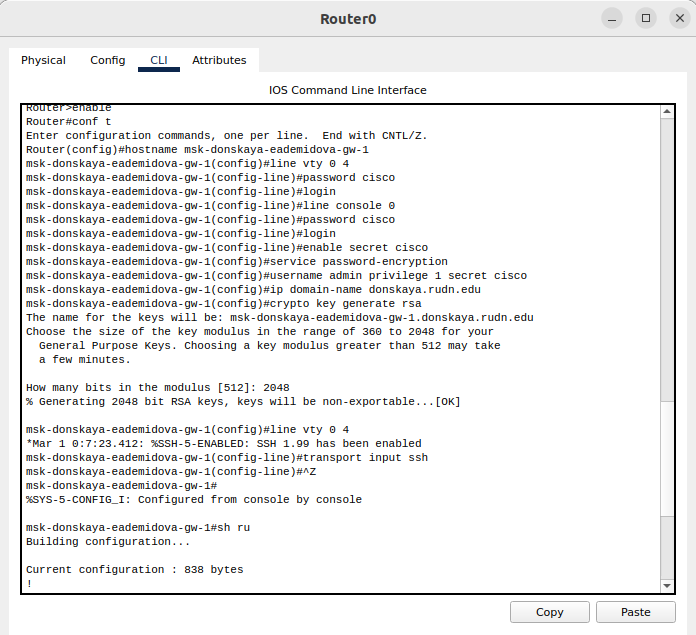 Router0
Physical Config CLI Attributes
IOS Command Line Interface
Router>enable
Router#conf t
Enter configuration commands, one per line.  End with CNTL/Z.
Router(config)#hostname msk-donskaya-eademidova-gw-1
msk-donskaya-eademidova-gw-1(config)#line vty 0 4
msk-donskaya-eademidova-gw-1(config-line)#password cisco
msk-donskaya-eademidova-gw-1(config-line)#login
msk-donskaya-eademidova-gw-1(config-line)#line console 0
msk-donskaya-eademidova-gw-1(config-line)#password cisco
msk-donskaya-eademidova-gw-1(config-line)#login
msk-donskaya-eademidova-gw-1(config-line)#enable secret cisco
msk-donskaya-eademidova-gw-1(config)#service password-encryption
msk-donskaya-eademidova-gw-1(config)#username admin privilege 1 secret cisco
msk-donskaya-eademidova-gw-1(config)#ip domain-name donskaya.rudn.edu
msk-donskaya-eademidova-gw-1(config)#crypto key generate rsa
The name for the keys will be: msk-donskaya-eademidova-gw-1.donskaya.rudn.edu
Choose the size of the key modulus in the range of 360 to 2048 for your
  General Purpose Keys. Choosing a key modulus greater than 512 may take
  a few minutes.
How many bits in the modulus [512]: 2048
% Generating 2048 bit RSA keys, keys will be non-exportable...[OK]
msk-donskaya-eademidova-gw-1(config)#line vty 0 4
*Mar 1 0:7:23.412: %SSH-5-ENABLED: SSH 1.99 has been enabled
msk-donskaya-eademidova-gw-1(config-line)#transport input ssh
msk-donskaya-eademidova-gw-1(config-line)#^Z
msk-donskaya-eademidova-gw-1#
%SYS-5-CONFIG_I: Configured from console by console
msk-donskaya-eademidova-gw-1#sh ru
Building configuration...
Current configuration : 838 bytes
!
Copy Paste